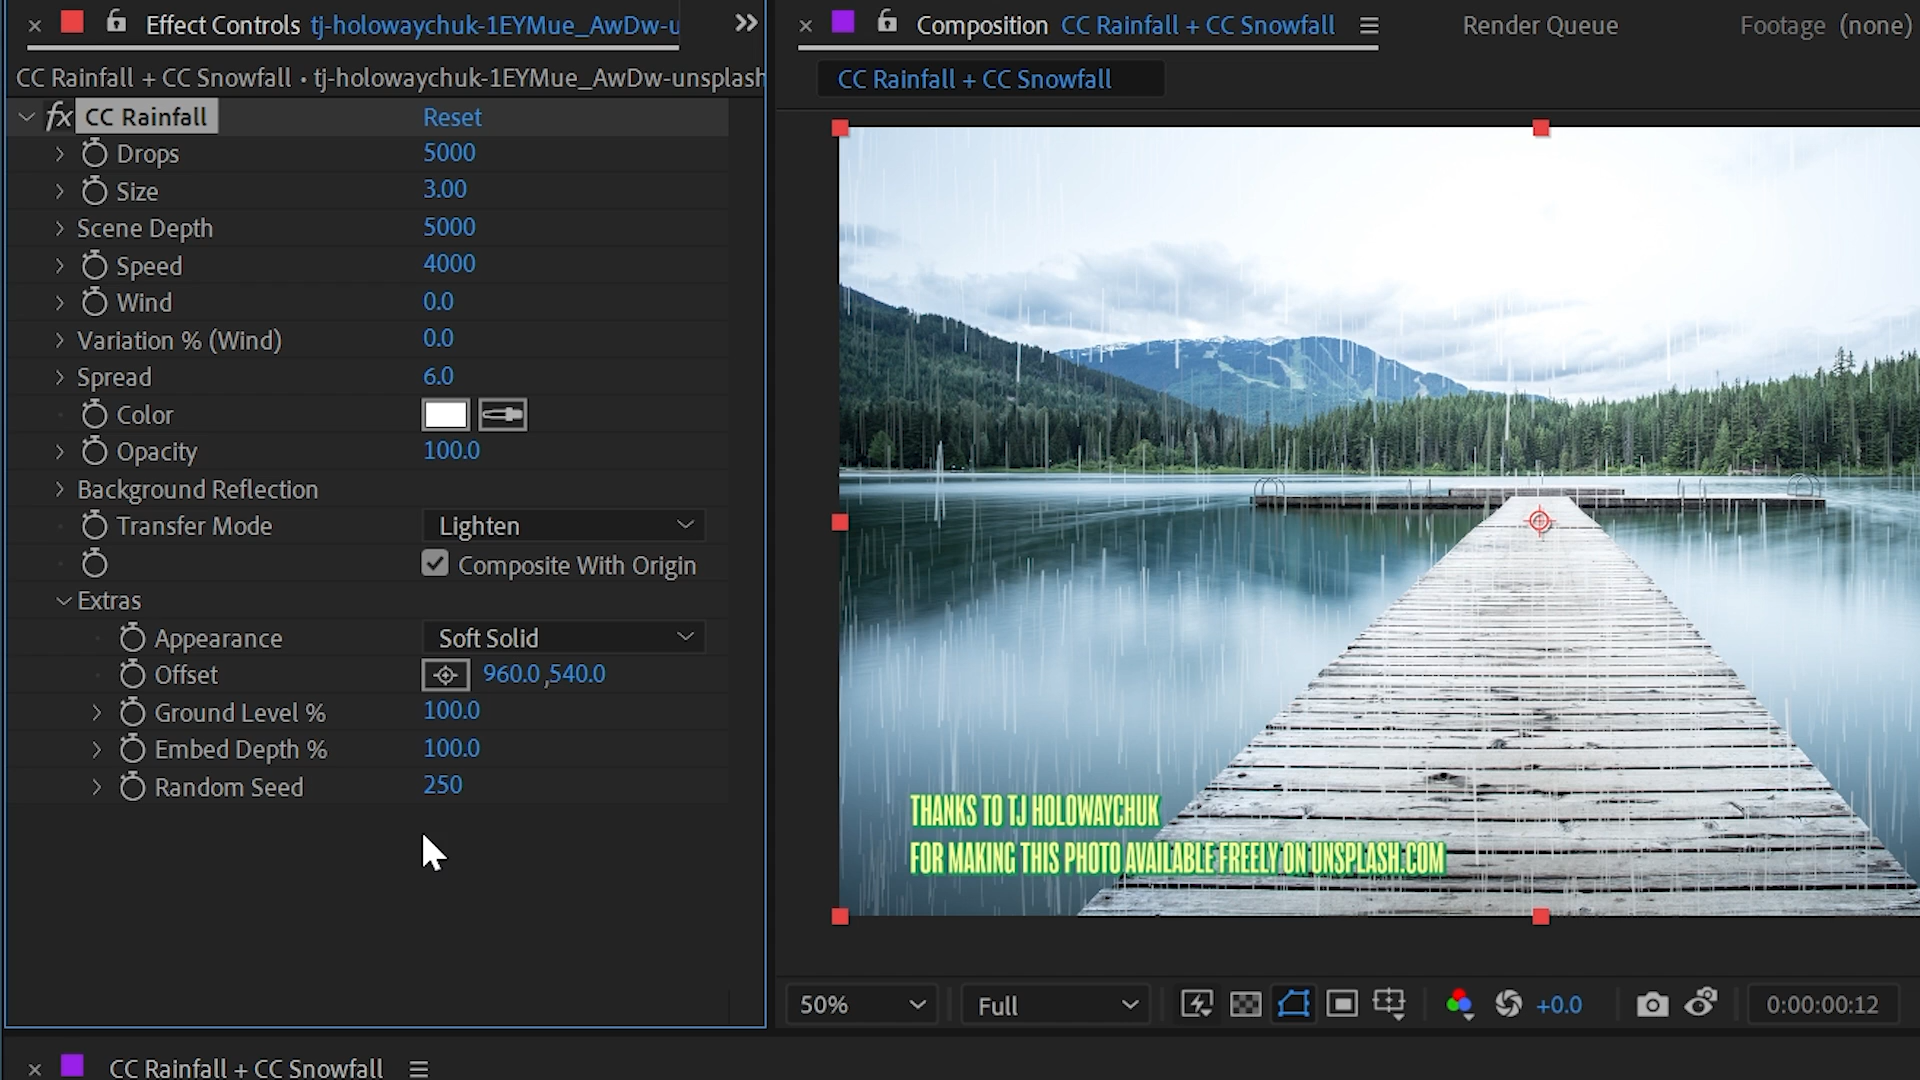 Effect Controls tj-holowaychuk-1EYMue_AwDw-u
CC Rainfall + CC Snowfall • tj-holowaychuk-1EYMue_AwDw-unsplash
fx CC Rainfall Reset
Drops 5000
Size 3.00
Scene Depth 5000
Speed 4000
Wind 0.0
Variation % (Wind) 0.0
Spread 6.0
Color
Opacity 100.0
Background Reflection
Transfer Mode Lighten
Composite With Origin
Extras
Appearance Soft Solid
Offset 960.0,540.0
Ground Level % 100.0
Embed Depth % 100.0
Random Seed 250
Composition CC Rainfall + CC Snowfall
Render Queue
Footage (none)
CC Rainfall + CC Snowfall
THANKS TO TJ HOLOWAYCHUK
FOR MAKING THIS PHOTO AVAILABLE FREELY ON UNSPLASH.COM
50% Full +0.0 0:00:00:12
CC Rainfall + CC Snowfall